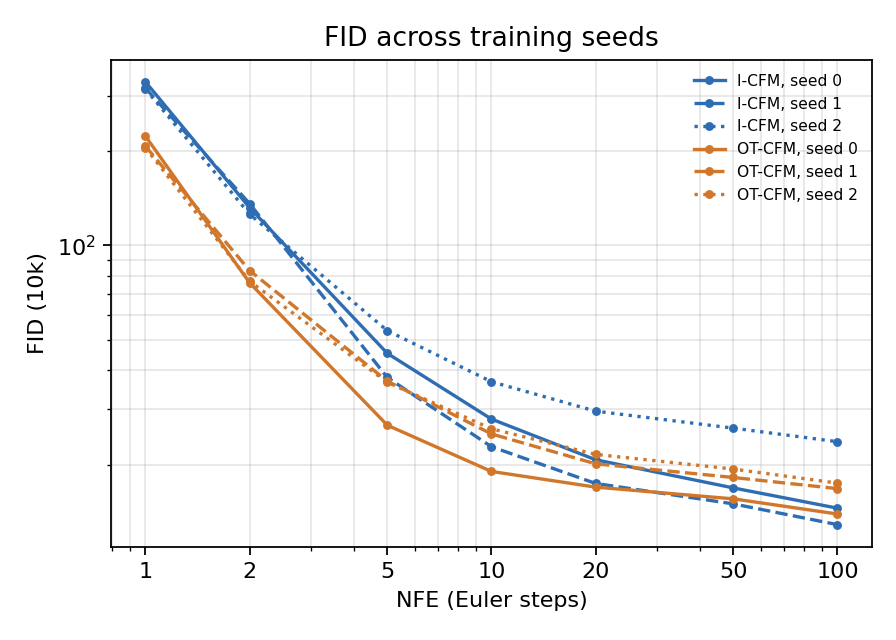 FID across training seeds
I-CFM, seed 0
I-CFM, seed 1
I-CFM, seed 2
OT-CFM, seed 0
OT-CFM, seed 1
OT-CFM, seed 2
10²
FID (10k)
1 2 5 10 20 50 100
NFE (Euler steps)